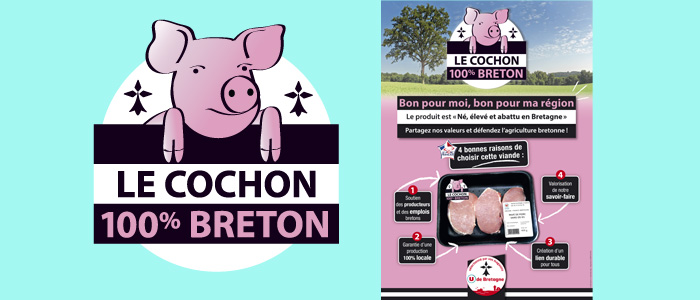 LE COCHON
100% BRETON
LE COCHON
100% BRETON
Bon pour moi, bon pour ma région
Le produit est « Né, élevé et abattu en Bretagne »
Partagez nos valeurs et défendez l'agriculture bretonne !
4 bonnes raisons de
choisir cette viande :
1
Soutien
des producteurs
et des emplois
bretons
2
Garantie d'une
production
100% locale
4
Valorisation
de notre
savoir-faire
3
Création d'un
lien durable
pour tous
U de Bretagne